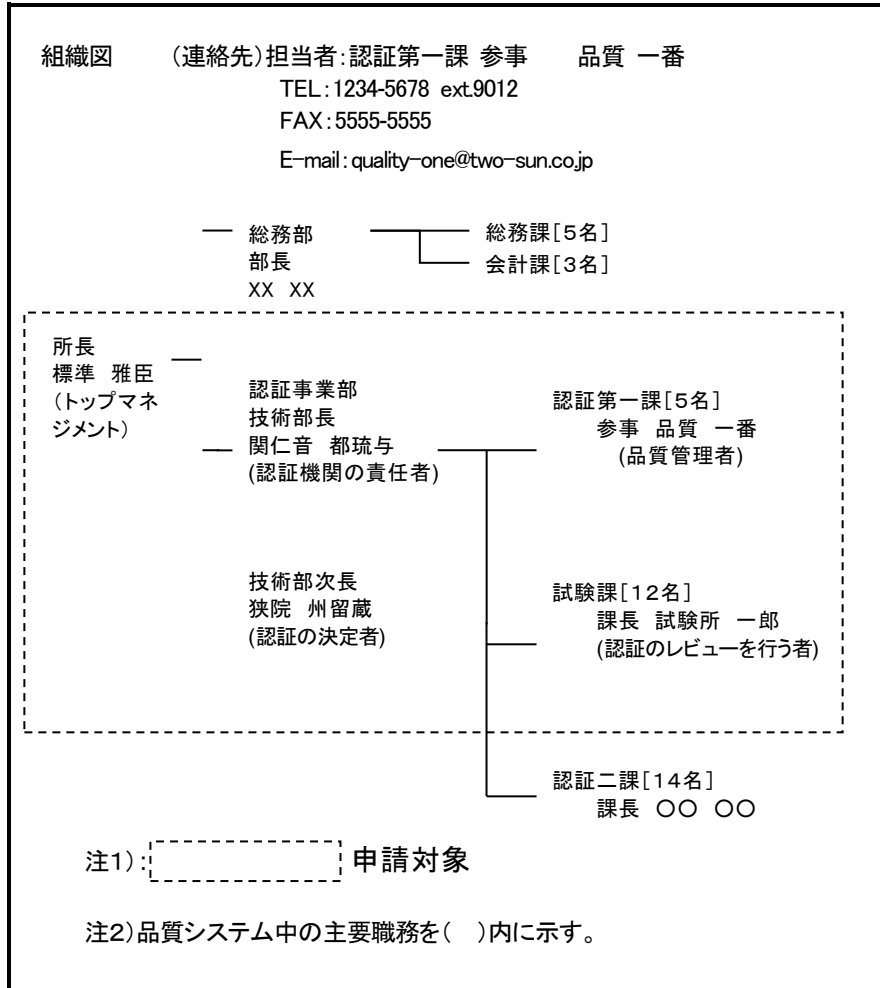 組織図 (連絡先)担当者:認証第一課 参事 品質 一番
TEL:1234-5678 ext.9012
FAX:5555-5555
E-mail:quality-one@two-sun.co.jp
総務部
部長
XX XX
総務課[5名]
会計課[3名]
所長
標準 雅臣
(トップマネ
ジメント)
認証事業部
技術部長
関仁音 都琉与
(認証機関の責任者)
認証第一課[5名]
参事 品質 一番
(品質管理者)
技術部次長
狭院 州留蔵
(認証の決定者)
試験課[12名]
課長 試験所 一郎
(認証のレビューを行う者)
認証二課[14名]
課長 〇〇 〇〇
注1): 申請対象
注2)品質システム中の主要職務を( )内に示す。